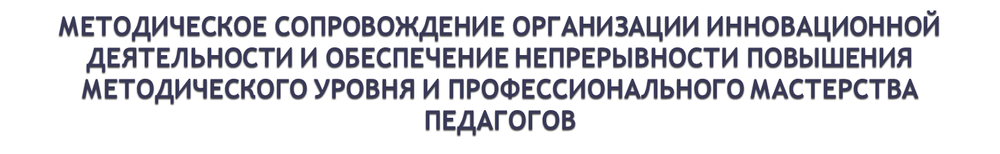 МЕТОДИЧЕСКОЕ СОПРОВОЖДЕНИЕ ОРГАНИЗАЦИИ ИННОВАЦИОННОЙ
ДЕЯТЕЛЬНОСТИ И ОБЕСПЕЧЕНИЕ НЕПРЕРЫВНОСТИ ПОВЫШЕНИЯ
МЕТОДИЧЕСКОГО УРОВНЯ И ПРОФЕССИОНАЛЬНОГО МАСТЕРСТВА
ПЕДАГОГОВ